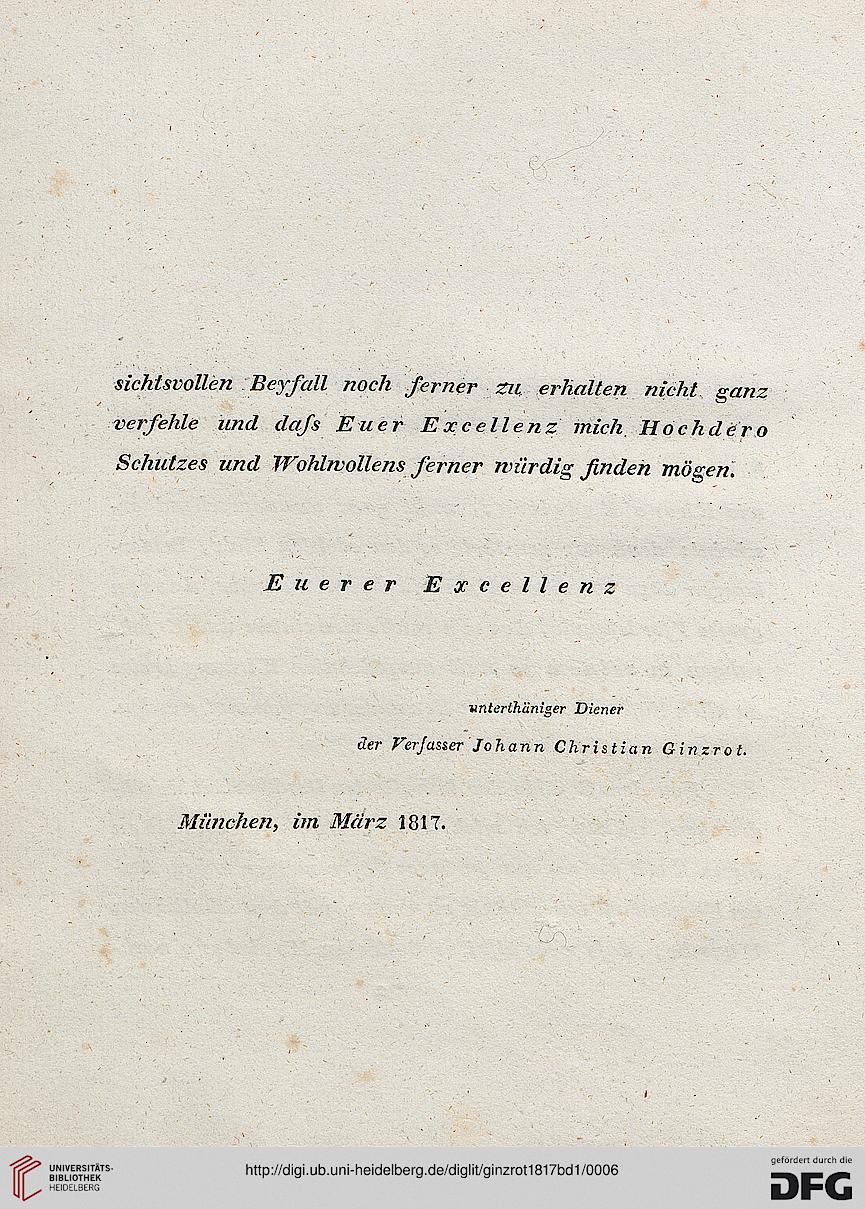 sichtsvollen Beyfall noch ferner zu erhalten nicht ganz
verfehle und daſs Euer Excellenz mich Hochdero
Schutzes und Wohlwollens ferner würdig finden mögen.
Euerer Excellenz
unterthäniger Diener
der Verfasser Johann Christian Ginzrot.
München, im März 1817.
UNIVERSITÄTS-
BIBLIOTHEK
HEIDELBERG
http://digi.ub.uni-heidelberg.de/diglit/ginzrot1817bd1/0006
gefördert durch die
DFG